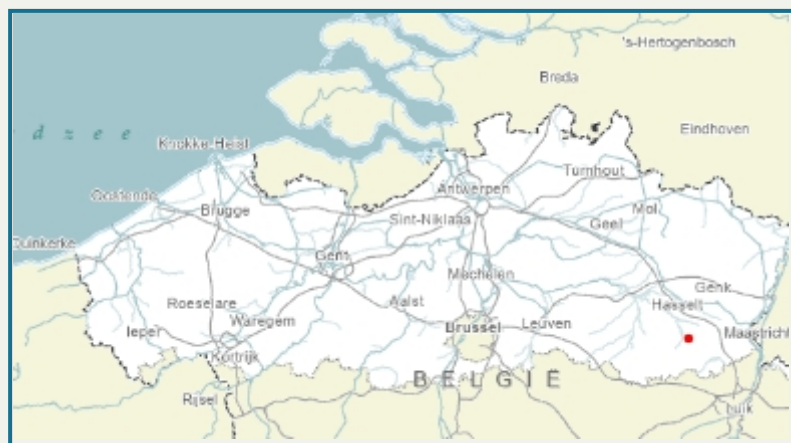 's-Hertogenbosch
Breda
d z e e
Knokke-Heist
Eindhoven
Turnhout
Oostende
Antwerpen
Mol
Brugge
Sint-Niklaas
Geel
Duinkerke
Gent
Mechelen
Genk
Roeselare
Aalst
Hasselt
Ieper
Waregem
Brussel
Leuven
Maastricht
Kortrijk
BELGIË
Rijsel
Luik